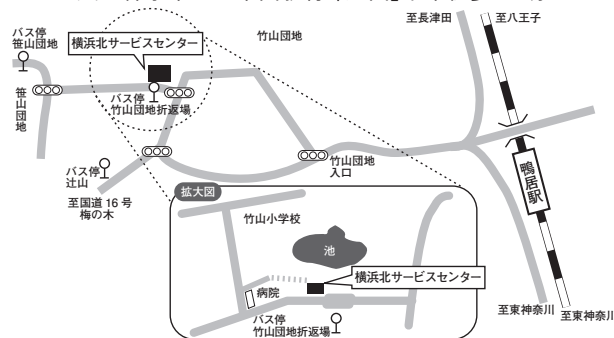 至長津田
至八王子
バス停
笹山団地
横浜北サービスセンター
竹山団地
バス停
竹山団地折返場
笹山団地
バス停
辻山
竹山団地
入口
至国道16号
梅の木
鴨居駅
拡大図
竹山小学校
池
横浜北サービスセンター
病院
バス停
竹山団地折返場
至東神奈川
至東神奈川